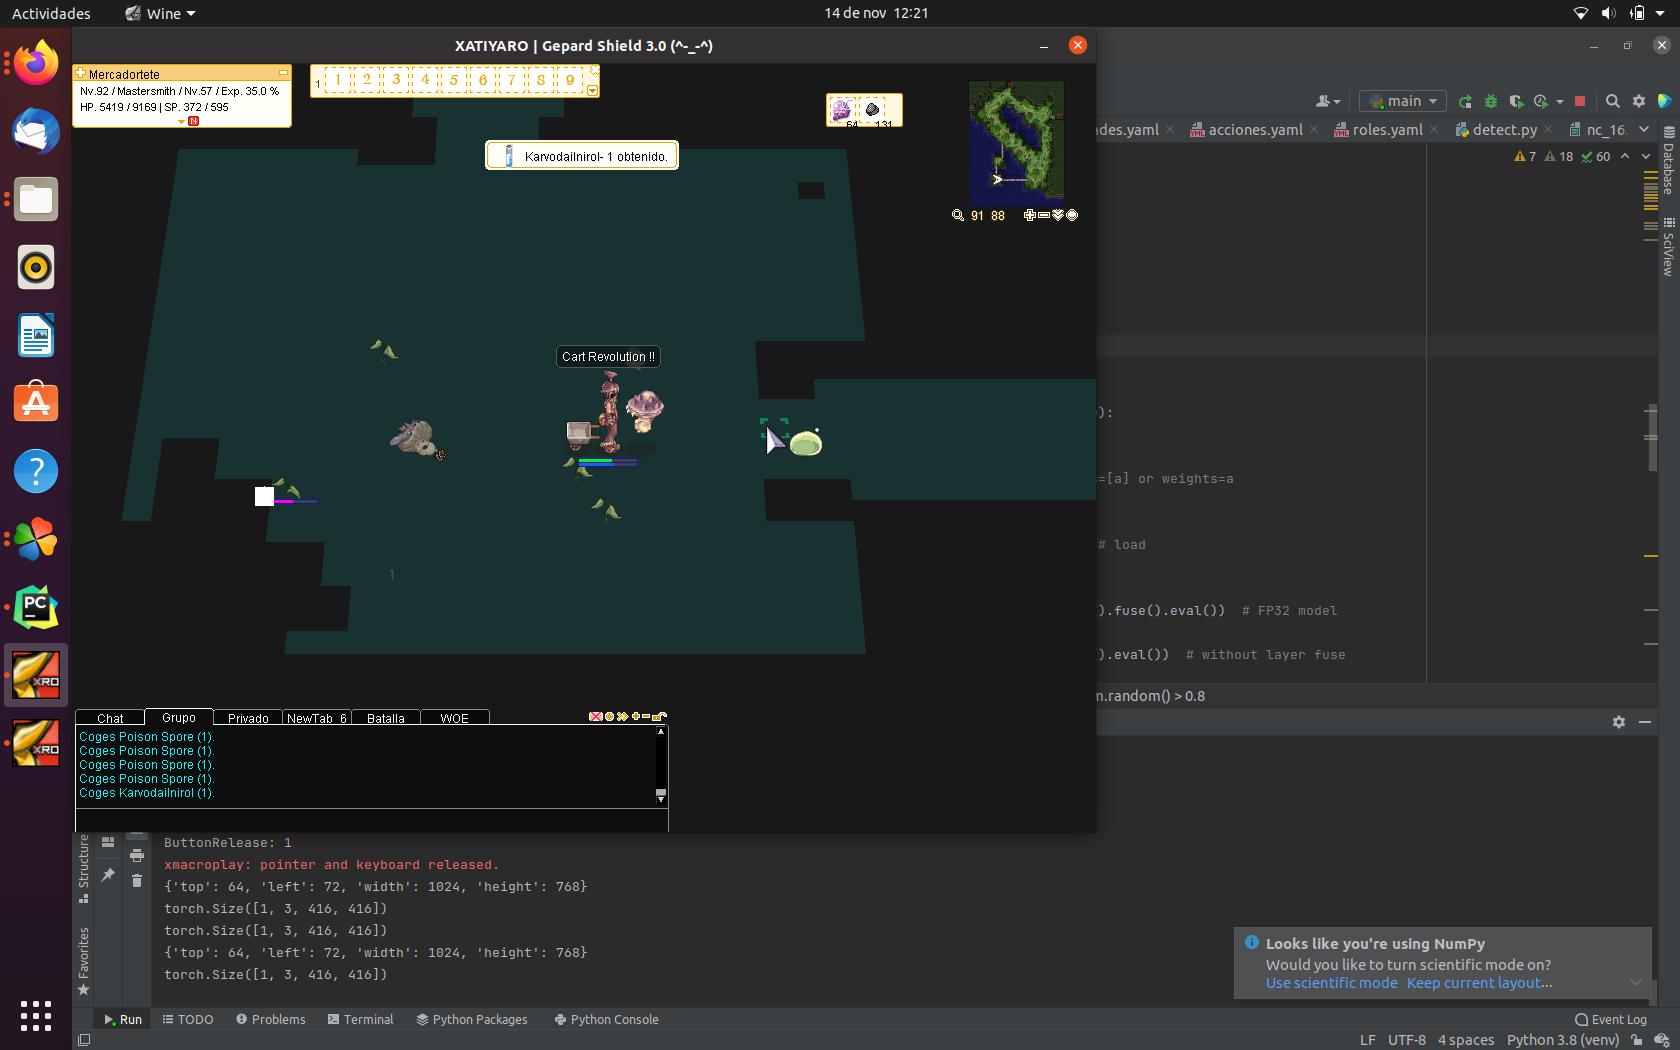 Actividades
Wine
14 de nov 12:21
XATIYARO | Gepard Shield 3.0 (^-_-^)
Mercadortete
Nv.92 / Mastersmith / Nv.57 / Exp. 35.0 %
HP. 5419 / 9169 | SP. 372 / 595
N
1 1 2 3 4 5 6 7 8 9
64 131
Karvodailnirol- 1 obtenido.
91 88
Cart Revolution !!
1
Chat Grupo Privado NewTab_6 Batalla WOE
Coges Poison Spore (1).
Coges Poison Spore (1).
Coges Poison Spore (1).
Coges Poison Spore (1).
Coges Karvodailnirol (1).
main
des.yaml acciones.yaml roles.yaml detect.py nc_16.
7 18 60
Database
SciView
):
=[a] or weights=a
# load
).fuse().eval()) # FP32 model
).eval()) # without layer fuse
m.random() > 0.8
PC
XRO
XRO
Structure
Favorites
ButtonRelease: 1
xmacroplay: pointer and keyboard released.
{'top': 64, 'left': 72, 'width': 1024, 'height': 768}
torch.Size([1, 3, 416, 416])
torch.Size([1, 3, 416, 416])
{'top': 64, 'left': 72, 'width': 1024, 'height': 768}
torch.Size([1, 3, 416, 416])
Looks like you're using NumPy
Would you like to turn scientific mode on?
Use scientific mode Keep current layout...
Run TODO Problems Terminal Python Packages Python Console
Event Log
LF UTF-8 4 spaces Python 3.8 (venv)